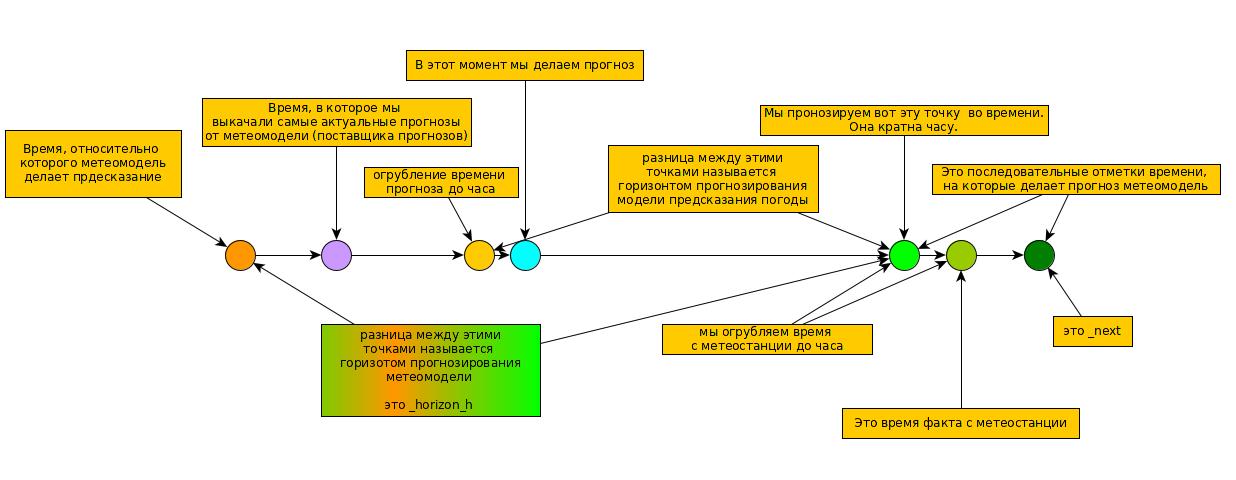 В этот момент мы делаем прогноз
Время, в которое мы
выкачали самые актуальные прогнозы
от метеомодели (поставщика прогнозов)
Мы пронозируем вот эту точку  во времени.
Она кратна часу.
Время, относительно
которого метеомодель
делает прдесказание
огрубление времени
прогноза до часа
разница между этими
точками называется
горизонтом прогнозирования
модели предсказания погоды
Это последовательные отметки времени,
на которые делает прогноз метеомодель
разница между этими
точками называется
горизотом прогнозирования
метеомодели
это _horizon_h
мы огрубляем время
с метеостанции до часа
это _next
Это время факта с метеостанции